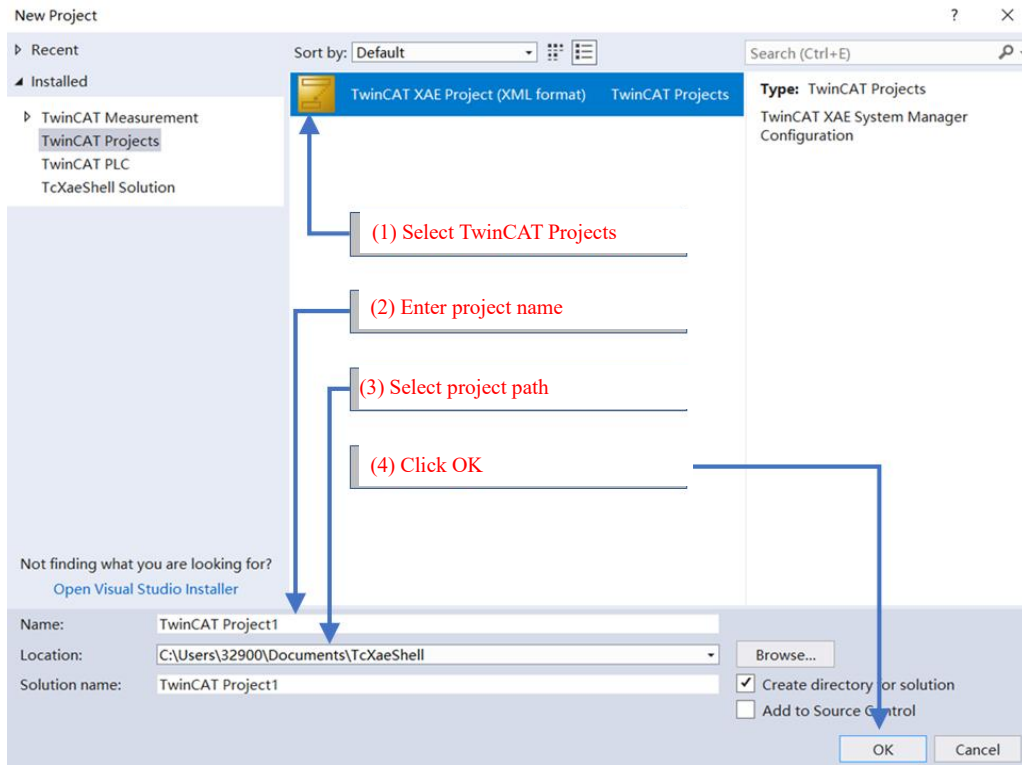 New Project
?
Recent
Installed
TwinCAT Measurement
TwinCAT Projects
TwinCAT PLC
TcXaeShell Solution
Not finding what you are looking for?
Open Visual Studio Installer
Sort by: Default
TwinCAT XAE Project (XML format) TwinCAT Projects
(1) Select TwinCAT Projects
(2) Enter project name
(3) Select project path
(4) Click OK
Search (Ctrl+E)
Type: TwinCAT Projects
TwinCAT XAE System Manager
Configuration
Name: TwinCAT Project1
Location: C:\Users\32900\Documents\TcXaeShell
Browse...
Solution name: TwinCAT Project1
Create directory for solution
Add to Source Control
OK Cancel